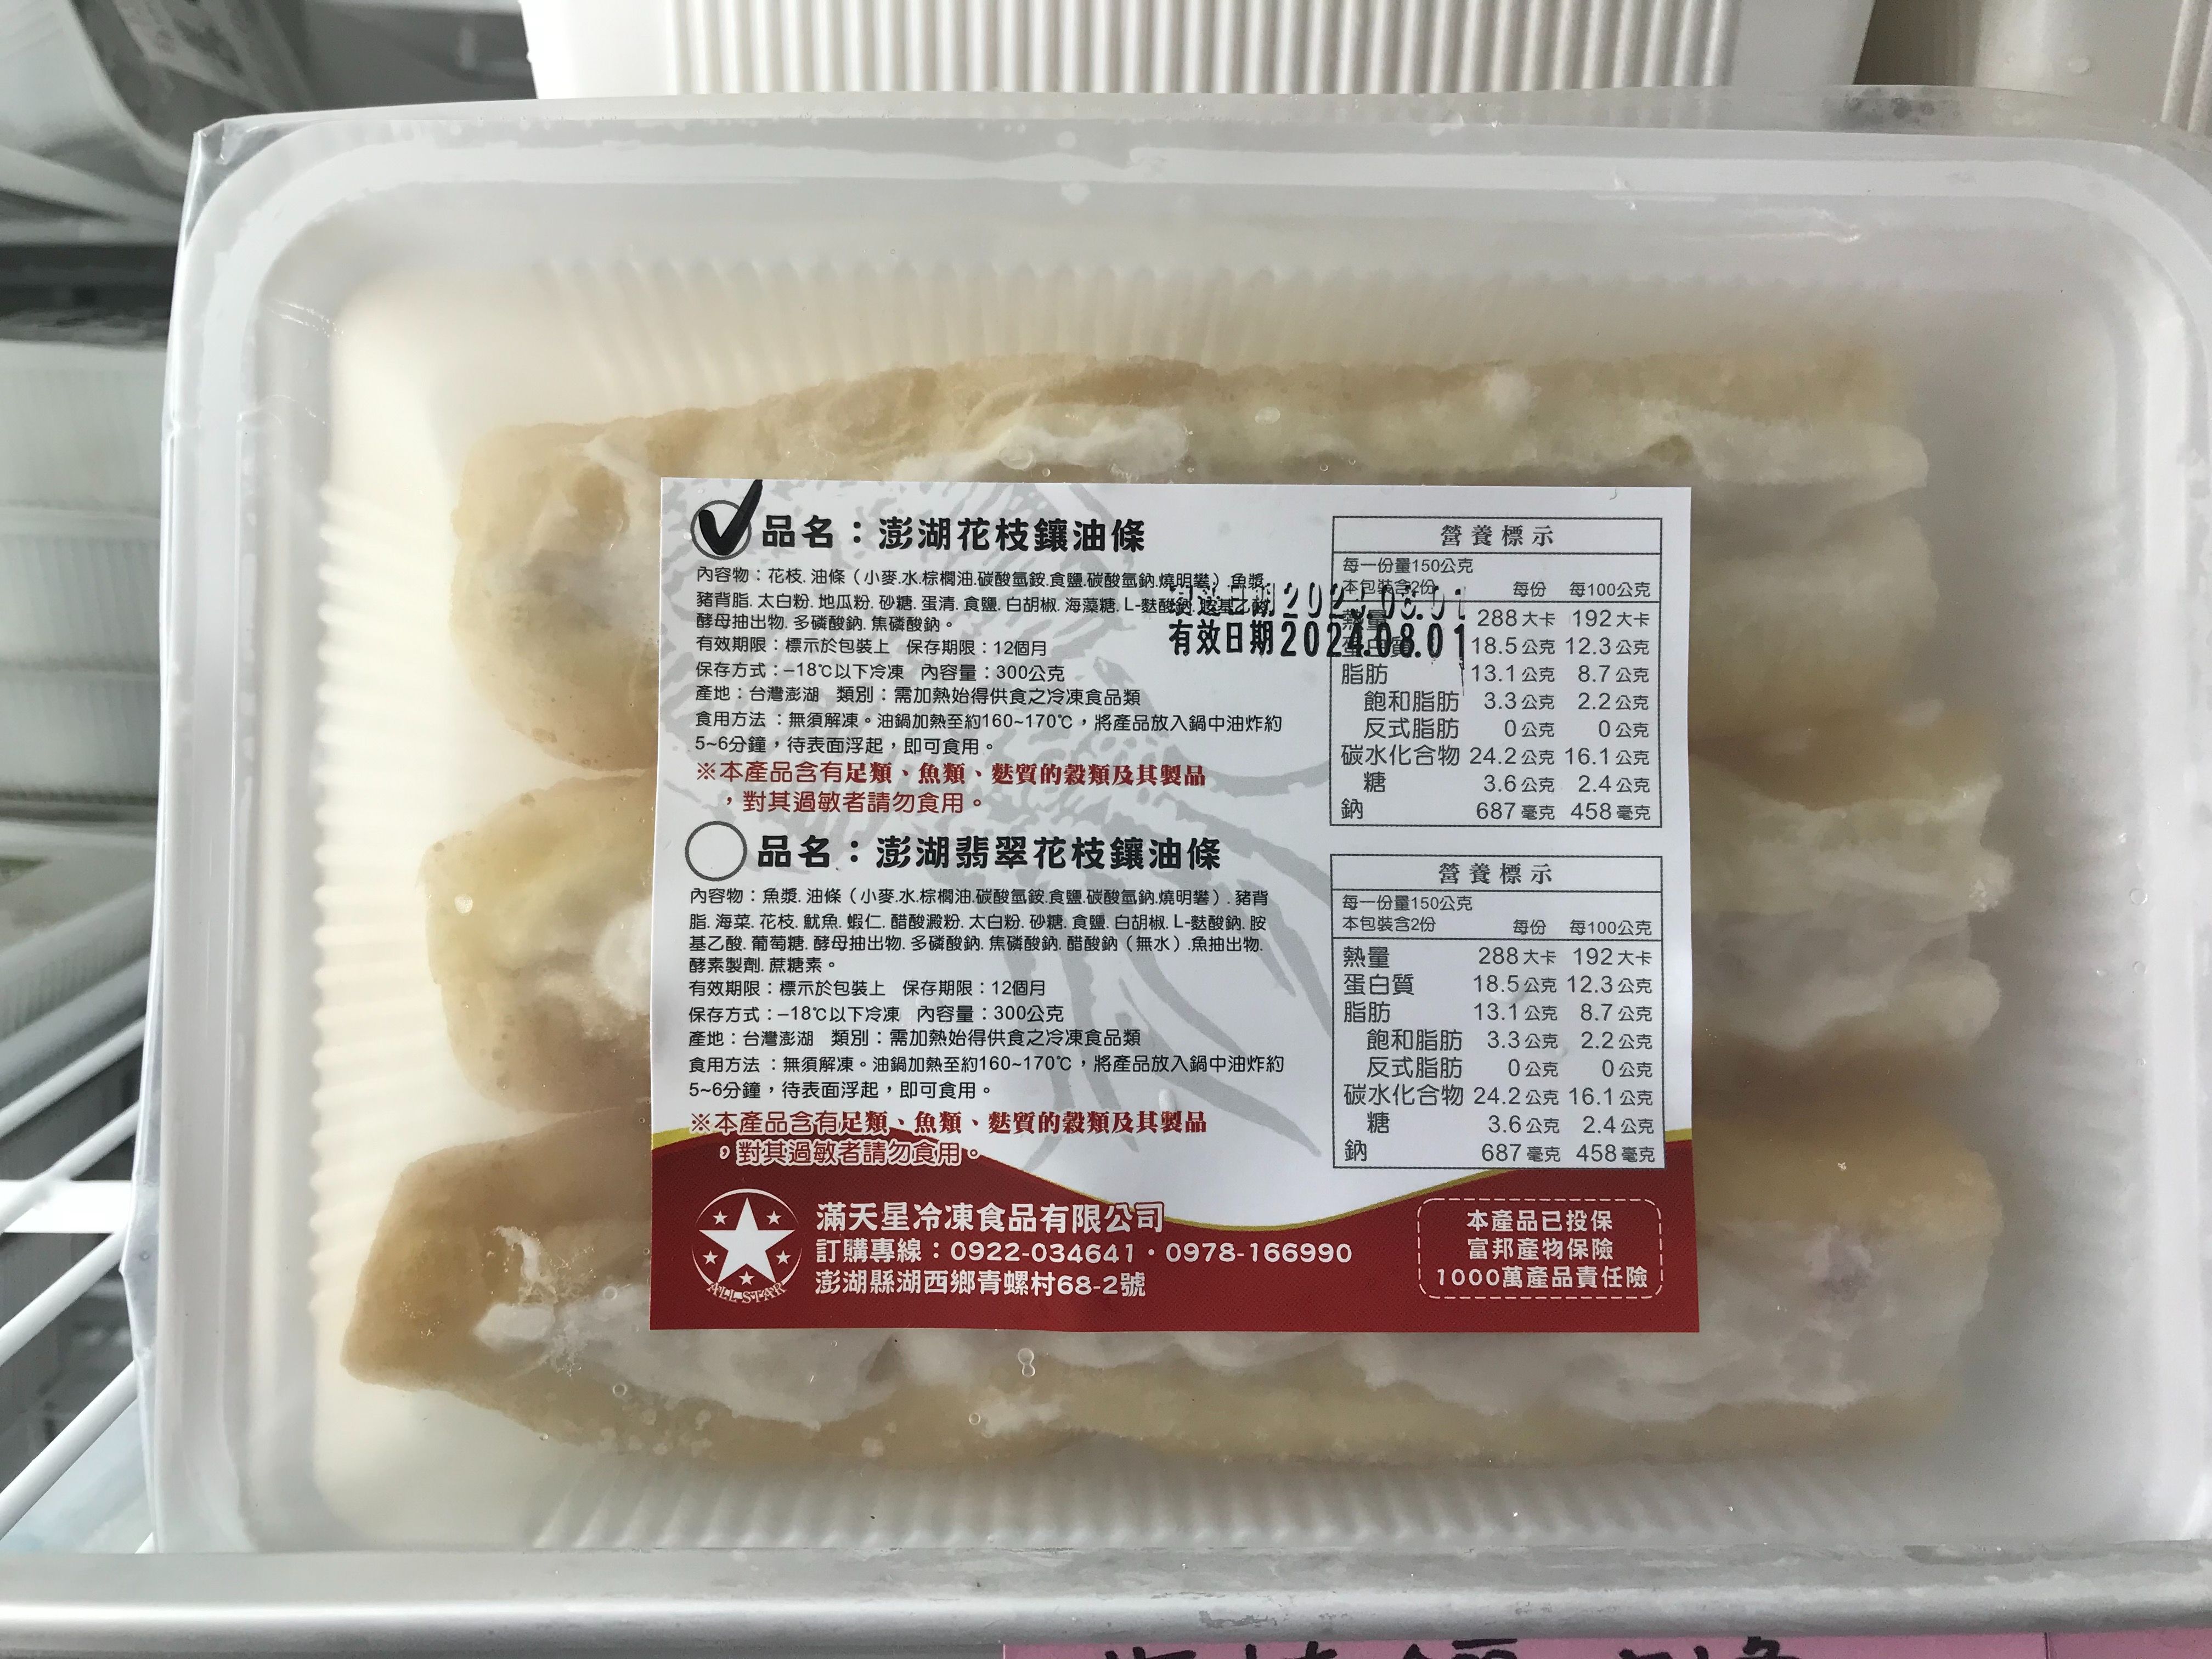 品名：澎湖花枝鑲油條
內容物：花枝.油條（小麥.水.棕櫚油.碳酸氫銨.食鹽.碳酸氫鈉.燒明礬）.魚漿.
豬背脂.太白粉.地瓜粉.砂糖.蛋清.食鹽.白胡椒.海藻糖.L-麩酸鈉.胺基乙酸.
酵母抽出物.多磷酸鈉.焦磷酸鈉。
有效期限：標示於包裝上 保存期限：12個月
保存方式：-18℃以下冷凍 內容量：300公克
產地：台灣澎湖 類別：需加熱始得供食之冷凍食品類
食用方法：無須解凍。油鍋加熱至約160~170℃，將產品放入鍋中油炸約
5~6分鐘，待表面浮起，即可食用。
※本產品含有足類、魚類、麩質的穀類及其製品
，對其過敏者請勿食用。
有效日期2024.08.01
營養標示
每一份量150公克
本包裝含2份
每份 每100公克
熱量 288大卡 192大卡
蛋白質 18.5公克 12.3公克
脂肪 13.1公克 8.7公克
飽和脂肪 3.3公克 2.2公克
反式脂肪 0公克 0公克
碳水化合物 24.2公克 16.1公克
糖 3.6公克 2.4公克
鈉 687毫克 458毫克
品名：澎湖翡翠花枝鑲油條
內容物：魚漿.油條（小麥.水.棕櫚油.碳酸氫銨.食鹽.碳酸氫鈉.燒明礬）.豬背
脂.海菜.花枝.魷魚.蝦仁.醋酸澱粉.太白粉.砂糖.食鹽.白胡椒.L-麩酸鈉.胺
基乙酸.葡萄糖.酵母抽出物.多磷酸鈉.焦磷酸鈉.醋酸鈉（無水）.魚抽出物.
酵素製劑.蔗糖素。
有效期限：標示於包裝上 保存期限：12個月
保存方式：-18℃以下冷凍 內容量：300公克
產地：台灣澎湖 類別：需加熱始得供食之冷凍食品類
食用方法：無須解凍。油鍋加熱至約160~170℃，將產品放入鍋中油炸約
5~6分鐘，待表面浮起，即可食用。
※本產品含有足類、魚類、麩質的穀類及其製品
，對其過敏者請勿食用。
營養標示
每一份量150公克
本包裝含2份
每份 每100公克
熱量 288大卡 192大卡
蛋白質 18.5公克 12.3公克
脂肪 13.1公克 8.7公克
飽和脂肪 3.3公克 2.2公克
反式脂肪 0公克 0公克
碳水化合物 24.2公克 16.1公克
糖 3.6公克 2.4公克
鈉 687毫克 458毫克
ALL STAR
滿天星冷凍食品有限公司
訂購專線：0922-034641・0978-166990
澎湖縣湖西鄉青螺村68-2號
本產品已投保
富邦產物保險
1000萬產品責任險